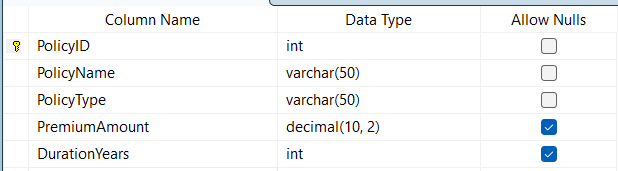 Column Name Data Type Allow Nulls
PolicyID int
PolicyName varchar(50)
PolicyType varchar(50)
PremiumAmount decimal(10, 2)
DurationYears int